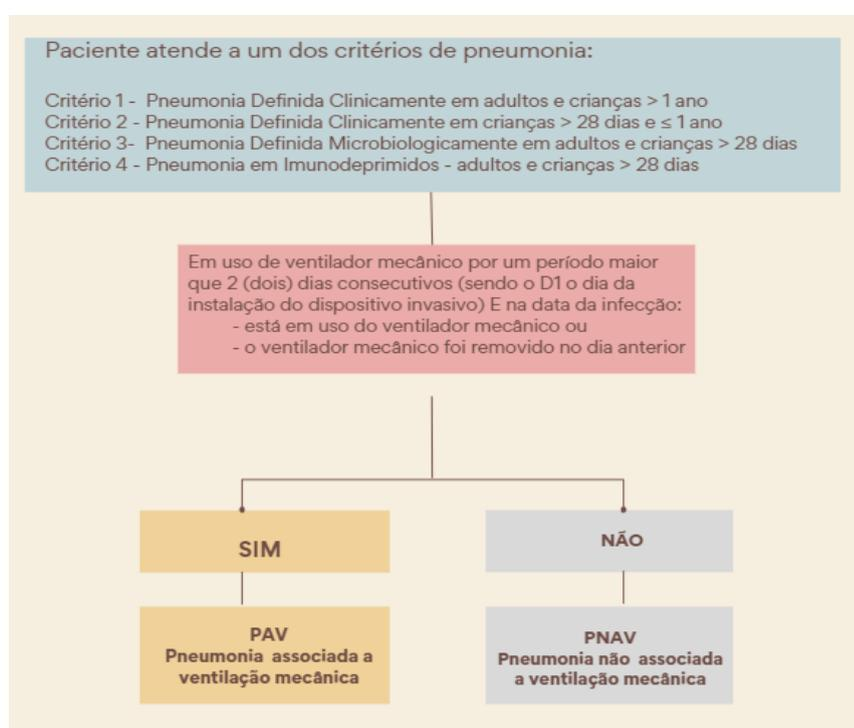 Paciente atende a um dos critérios de pneumonia:
Critério 1 - Pneumonia Definida Clinicamente em adultos e crianças > 1 ano
Critério 2 - Pneumonia Definida Clinicamente em crianças > 28 dias e ≤ 1 ano
Critério 3- Pneumonia Definida Microbiologicamente em adultos e crianças > 28 dias
Critério 4 - Pneumonia em Imunodeprimidos - adultos e crianças > 28 dias
Em uso de ventilador mecânico por um período maior
que 2 (dois) dias consecutivos (sendo o D1 o dia da
instalação do dispositivo invasivo) E na data da infecção:
- está em uso do ventilador mecânico ou
- o ventilador mecânico foi removido no dia anterior
SIM
NÃO
PAV
Pneumonia associada a
ventilação mecânica
PNAV
Pneumonia não associada
a ventilação mecânica